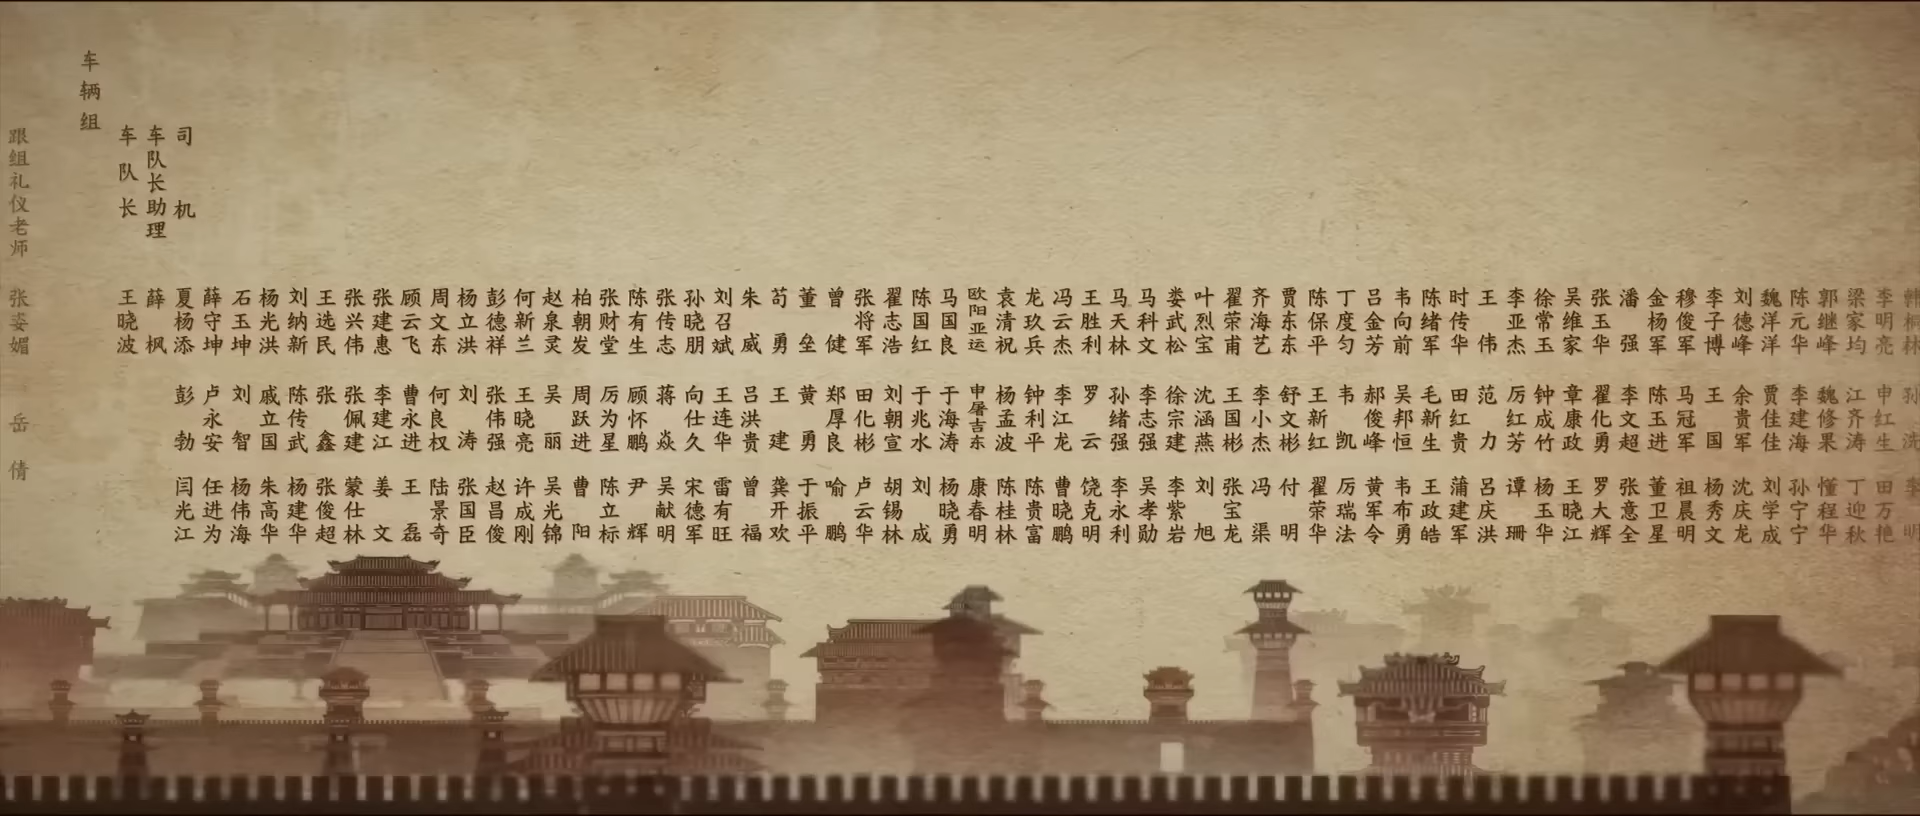 跟组礼仪老师
张姿媚
岳倩
车辆组
车队长
王晓波
车队长助理
薛枫
司机
夏杨添
薛守坤
石玉坤
杨光洪
刘纳新
王选民
张兴伟
张建惠
顾云飞
周文东
杨立洪
彭德祥
何新兰
赵泉灵
柏朝发
张财堂
陈有生
张传志
孙晓朋
刘召斌
朱威
苟勇
董垒
曾健
张将军
翟志浩
陈国红
马国良
欧阳亚运
袁清祝
龙玖兵
冯云杰
王胜利
马天林
马科文
娄武松
叶烈宝
翟荣甫
齐海艺
贾东东
陈保平
丁度勺
吕金芳
韦向前
陈绪军
时传华
王伟
李亚杰
徐常玉
吴维家
张玉华
潘强
金杨军
穆俊军
李子博
刘德峰
魏洋洋
陈元华
郭继峰
梁家均
李明亮
韩桐林
彭勃
卢永安
刘智
戚立国
陈传武
张鑫
张佩建
李建江
曹永进
何良权
刘涛
张伟强
王晓亮
吴丽
周跃进
厉为星
顾怀鹏
蒋焱
向仕久
王连华
吕洪贵
王建
黄勇
郑厚良
田化彬
刘朝宣
于兆水
于海涛
申屠吉东
杨孟波
钟利平
李江龙
罗云
孙绪强
李志强
徐宗建
沈涵燕
王国彬
李小杰
舒文彬
王新红
韦凯
郝俊峰
吴邦恒
毛新生
田红贵
范力
厉红芳
钟成竹
章康政
翟化勇
李文超
陈玉进
马冠军
王国
余贵军
贾佳佳
李建海
魏修果
江齐涛
申红生
孙洗
闫光江
任进为
杨伟海
朱高华
杨建华
张俊超
蒙仕林
姜文
王磊
陆景奇
张国臣
赵昌俊
许成刚
吴光锦
曹阳
陈立标
尹辉
吴献明
宋德军
雷有旺
曾福
龚开欢
于振平
喻鹏
卢云华
胡锡林
刘成
杨晓勇
康春明
陈桂林
陈贵富
曹晓鹏
饶克明
李永利
吴孝勋
李紫岩
刘旭
张宝龙
冯渠
付明
翟荣华
厉瑞法
黄军令
韦布勇
王政皓
蒲建军
吕庆洪
谭珊
杨玉华
王晓江
罗大辉
张意全
董卫星
祖晨明
杨秀文
沈庆龙
刘学成
孙宁宁
懂程华
丁迎秋
田万艳
李明